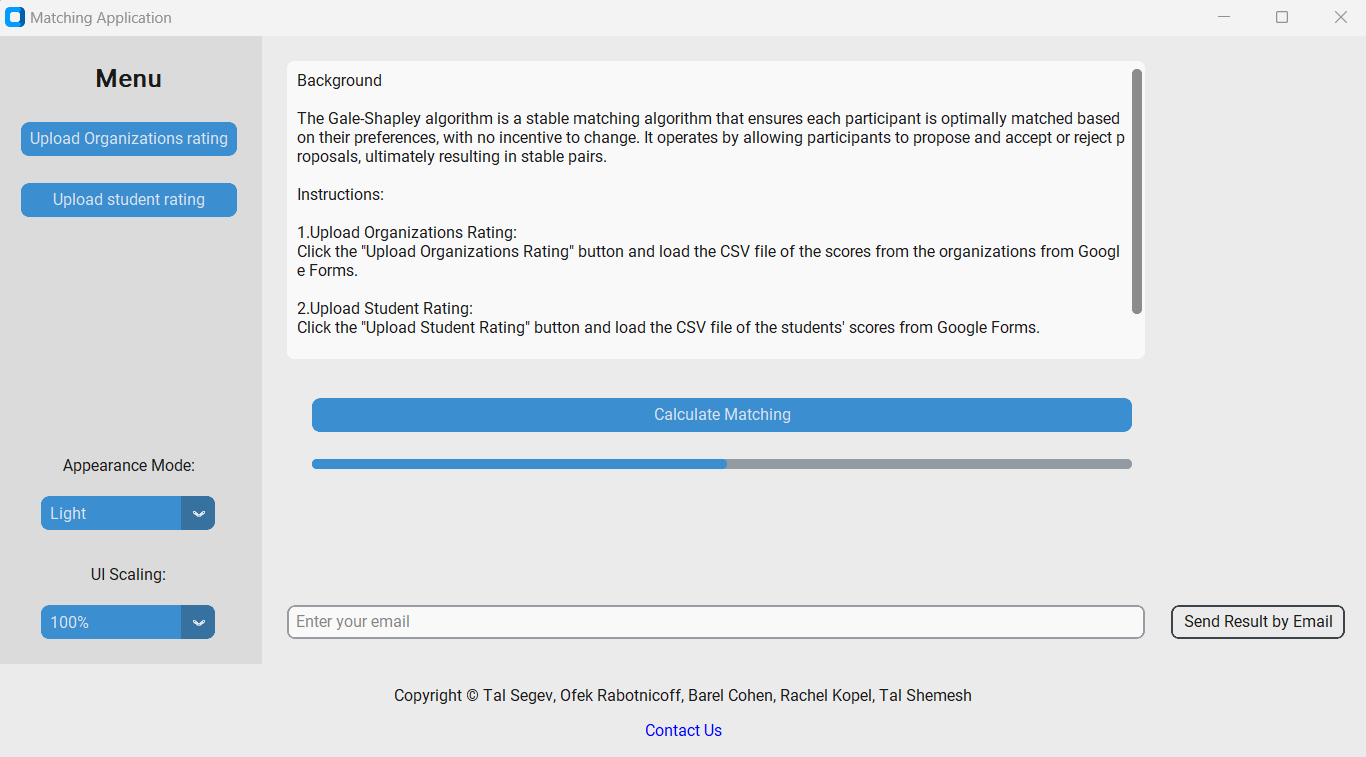 Matching Application
Menu
Upload Organizations rating
Upload student rating
Appearance Mode:
Light
UI Scaling:
100%
Background
The Gale-Shapley algorithm is a stable matching algorithm that ensures each participant is optimally matched based
on their preferences, with no incentive to change. It operates by allowing participants to propose and accept or reject p
roposals, ultimately resulting in stable pairs.
Instructions:
1.Upload Organizations Rating:
Click the "Upload Organizations Rating" button and load the CSV file of the scores from the organizations from Googl
e Forms.
2.Upload Student Rating:
Click the "Upload Student Rating" button and load the CSV file of the students' scores from Google Forms.
Calculate Matching
Enter your email
Send Result by Email
Copyright © Tal Segev, Ofek Rabotnicoff, Barel Cohen, Rachel Kopel, Tal Shemesh
Contact Us